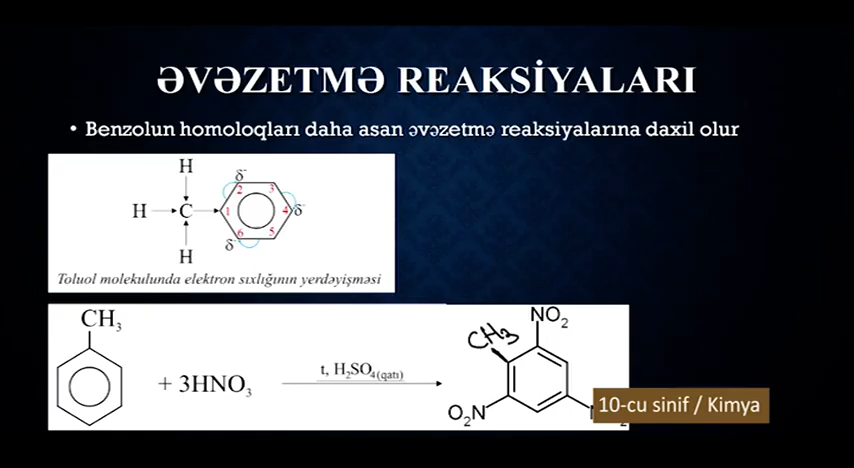 ƏVƏZETMƏ REAKSİYALARI
• Benzolun homoloqları daha asan əvəzetmə reaksiyalarına daxil olur
H
H C
H
δ⁻
2 3
1 4 δ⁻
6 5
δ⁻
Toluol molekulunda elektron sıxlığının yerdəyişməsi
CH₃
+ 3HNO₃
t, H₂SO₄(qatı)
CH₃
NO₂
O₂N
10-cu sinif / Kimya